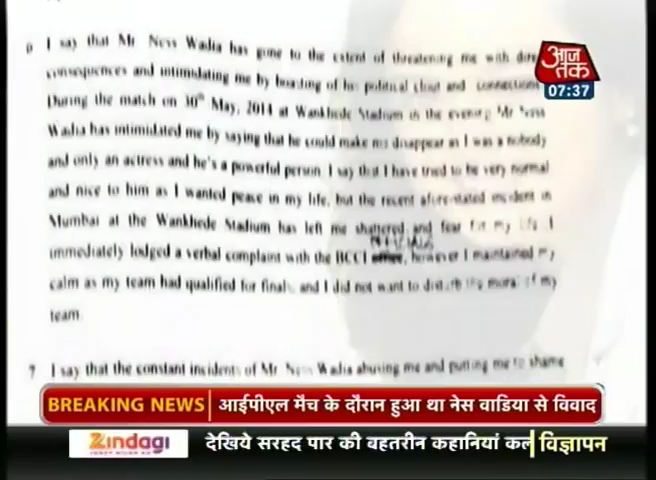 6 I say that Mr Ness Wadia has gone to the extent of threatening me with dire
consequences and intimidating me by boasting of his political clout and connections
During the match on 30th May, 2014 at Wankhede Stadium in the evening Mr Ness
Wadia has intimidated me by saying that he could make me disappear as I was a nobody
and only an actress and he's a powerful person. I say that I have tried to be very normal
and nice to him as I wanted peace in my life, but the recent afore-stated incident in
Mumbai at the Wankhede Stadium has left me shattered and fear for my life. I
immediately lodged a verbal complaint with the BCCI however I maintained my
calm as my team had qualified for finals and I did not want to disturb the moral of my
team.
7 I say that the constant incidents of Mr. Ness Wadia abusing me and putting me to shame
आज
तक
07:37
BREAKING NEWS आईपीएल मैच के दौरान हुआ था नेस वाडिया से विवाद
Zindagi देखिये सरहद पार की बहतरीन कहानियां कल विज्ञापन